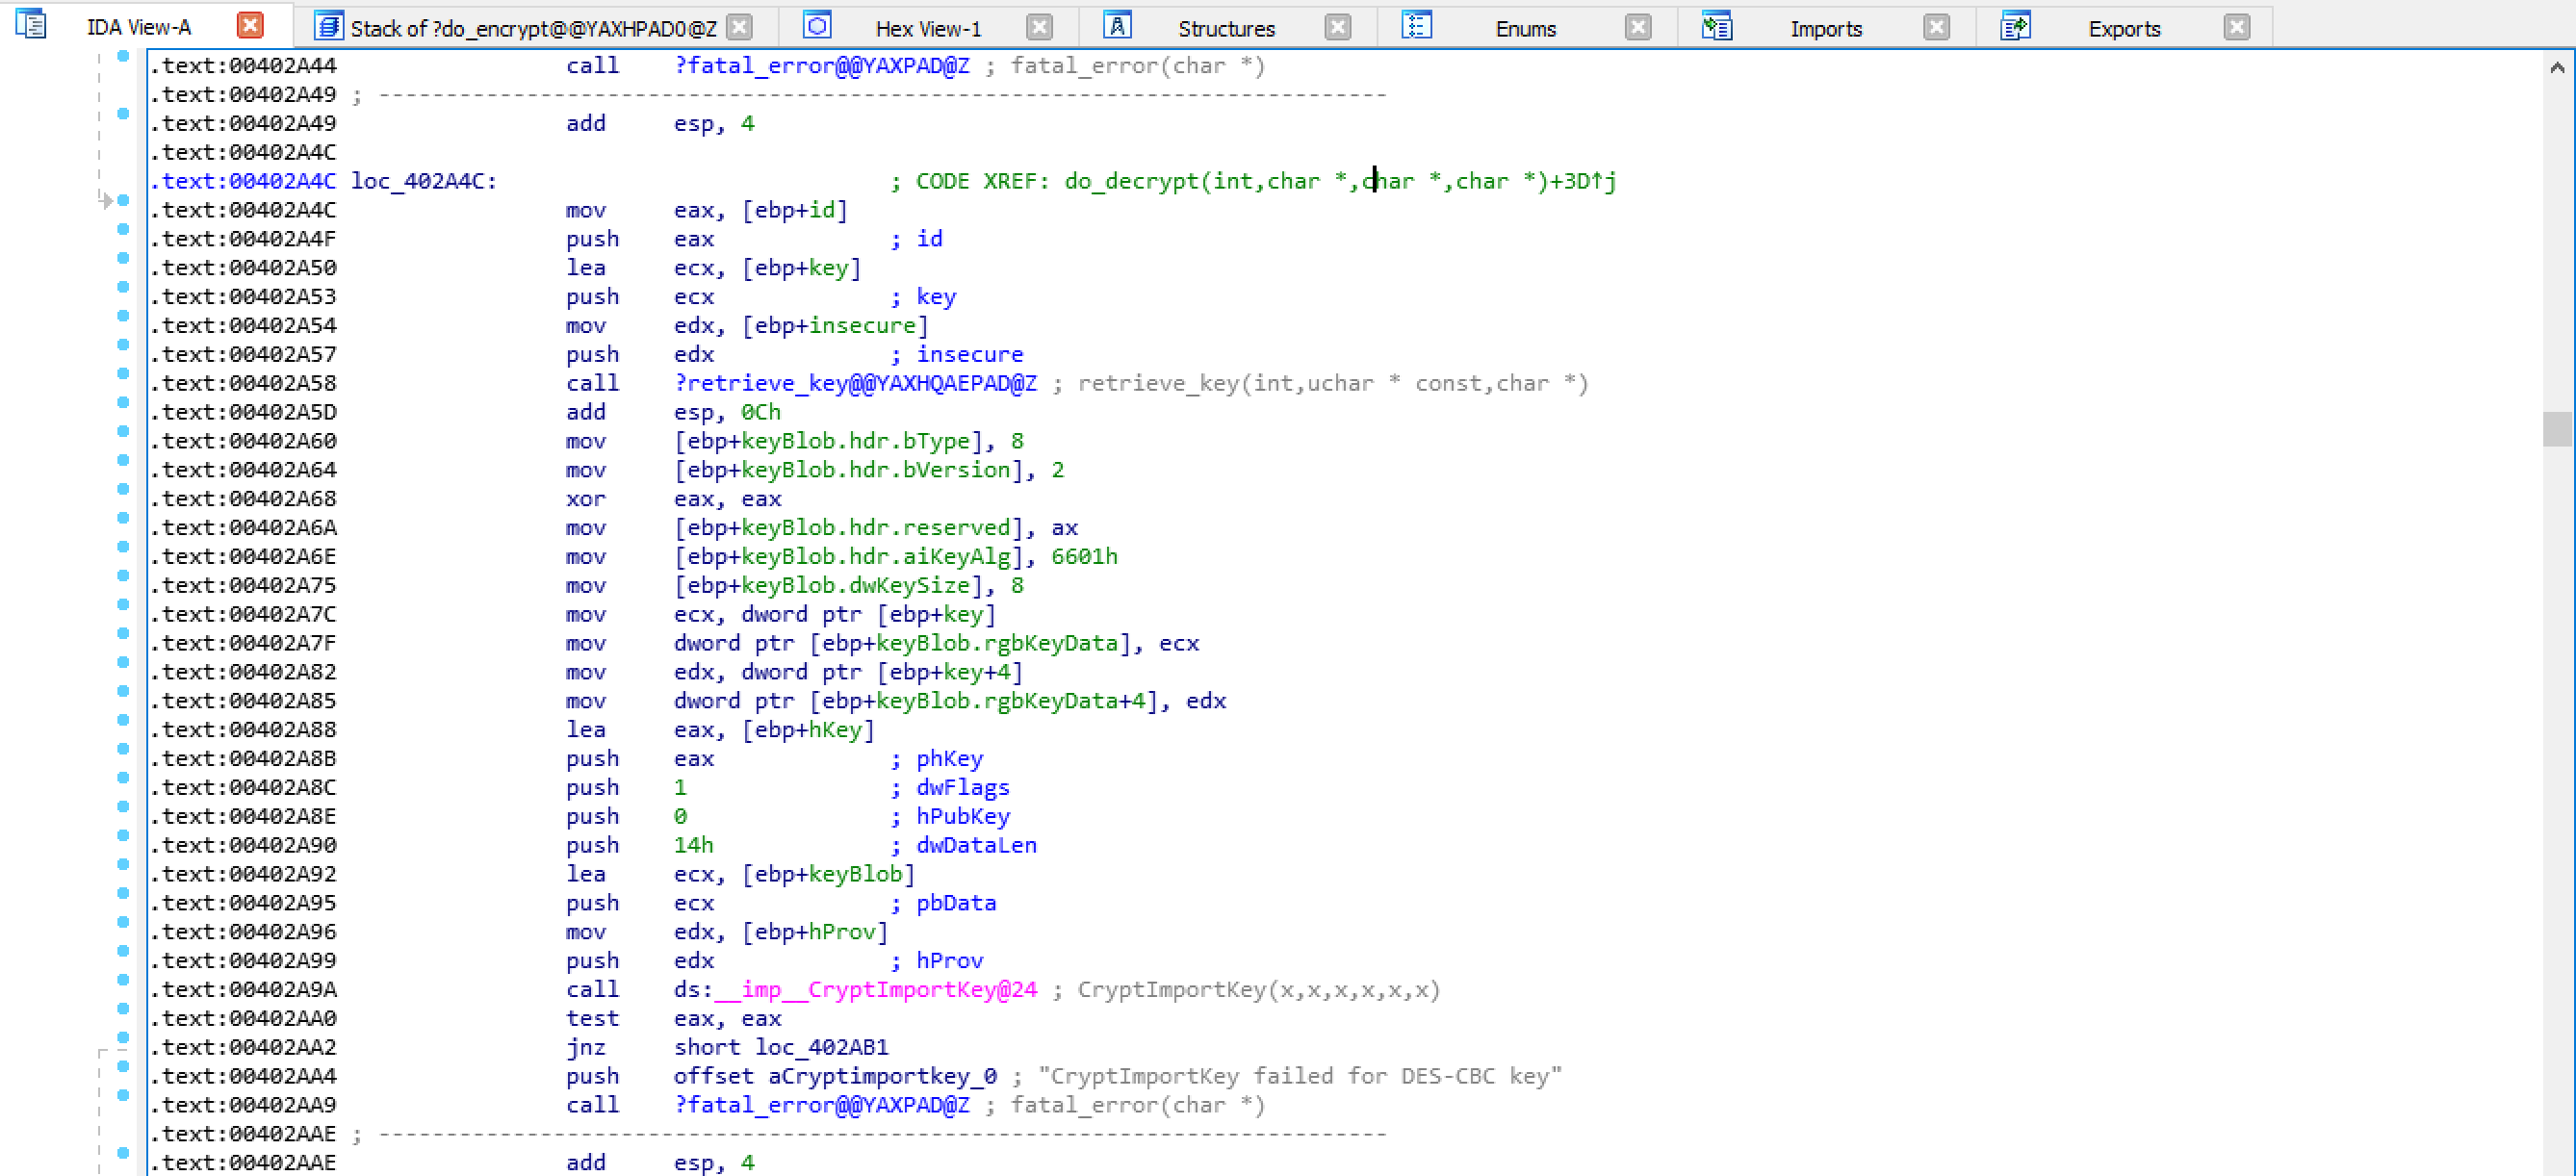 IDA View-A Stack of ?do_encrypt@@YAXHPAD0@Z Hex View-1 Structures Enums Imports Exports
.text:00402A44 call ?fatal_error@@YAXPAD@Z ; fatal_error(char *)
.text:00402A49 ; ---------------------------------------------------------------------------
.text:00402A49 add esp, 4
.text:00402A4C
.text:00402A4C loc_402A4C: ; CODE XREF: do_decrypt(int,char *,char *,char *)+3D↑j
.text:00402A4C mov eax, [ebp+id]
.text:00402A4F push eax ; id
.text:00402A50 lea ecx, [ebp+key]
.text:00402A53 push ecx ; key
.text:00402A54 mov edx, [ebp+insecure]
.text:00402A57 push edx ; insecure
.text:00402A58 call ?retrieve_key@@YAXHQAEPAD@Z ; retrieve_key(int,uchar * const,char *)
.text:00402A5D add esp, 0Ch
.text:00402A60 mov [ebp+keyBlob.hdr.bType], 8
.text:00402A64 mov [ebp+keyBlob.hdr.bVersion], 2
.text:00402A68 xor eax, eax
.text:00402A6A mov [ebp+keyBlob.hdr.reserved], ax
.text:00402A6E mov [ebp+keyBlob.hdr.aiKeyAlg], 6601h
.text:00402A75 mov [ebp+keyBlob.dwKeySize], 8
.text:00402A7C mov ecx, dword ptr [ebp+key]
.text:00402A7F mov dword ptr [ebp+keyBlob.rgbKeyData], ecx
.text:00402A82 mov edx, dword ptr [ebp+key+4]
.text:00402A85 mov dword ptr [ebp+keyBlob.rgbKeyData+4], edx
.text:00402A88 lea eax, [ebp+hKey]
.text:00402A8B push eax ; phKey
.text:00402A8C push 1 ; dwFlags
.text:00402A8E push 0 ; hPubKey
.text:00402A90 push 14h ; dwDataLen
.text:00402A92 lea ecx, [ebp+keyBlob]
.text:00402A95 push ecx ; pbData
.text:00402A96 mov edx, [ebp+hProv]
.text:00402A99 push edx ; hProv
.text:00402A9A call ds:__imp__CryptImportKey@24 ; CryptImportKey(x,x,x,x,x,x)
.text:00402AA0 test eax, eax
.text:00402AA2 jnz short loc_402AB1
.text:00402AA4 push offset aCryptimportkey_0 ; "CryptImportKey failed for DES-CBC key"
.text:00402AA9 call ?fatal_error@@YAXPAD@Z ; fatal_error(char *)
.text:00402AAE ; ---------------------------------------------------------------------------
.text:00402AAE add esp, 4